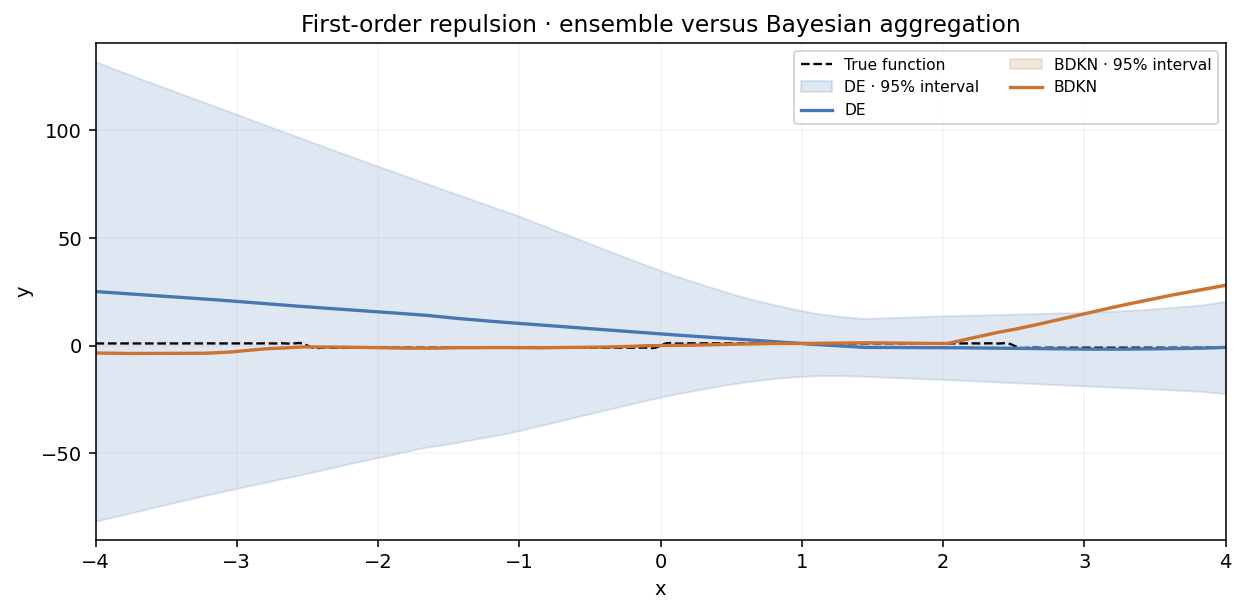 First-order repulsion · ensemble versus Bayesian aggregation
True function
DE · 95% interval
DE
BDKN · 95% interval
BDKN
100
50
0
−50
y
−4
−3
−2
−1
0
1
2
3
4
x